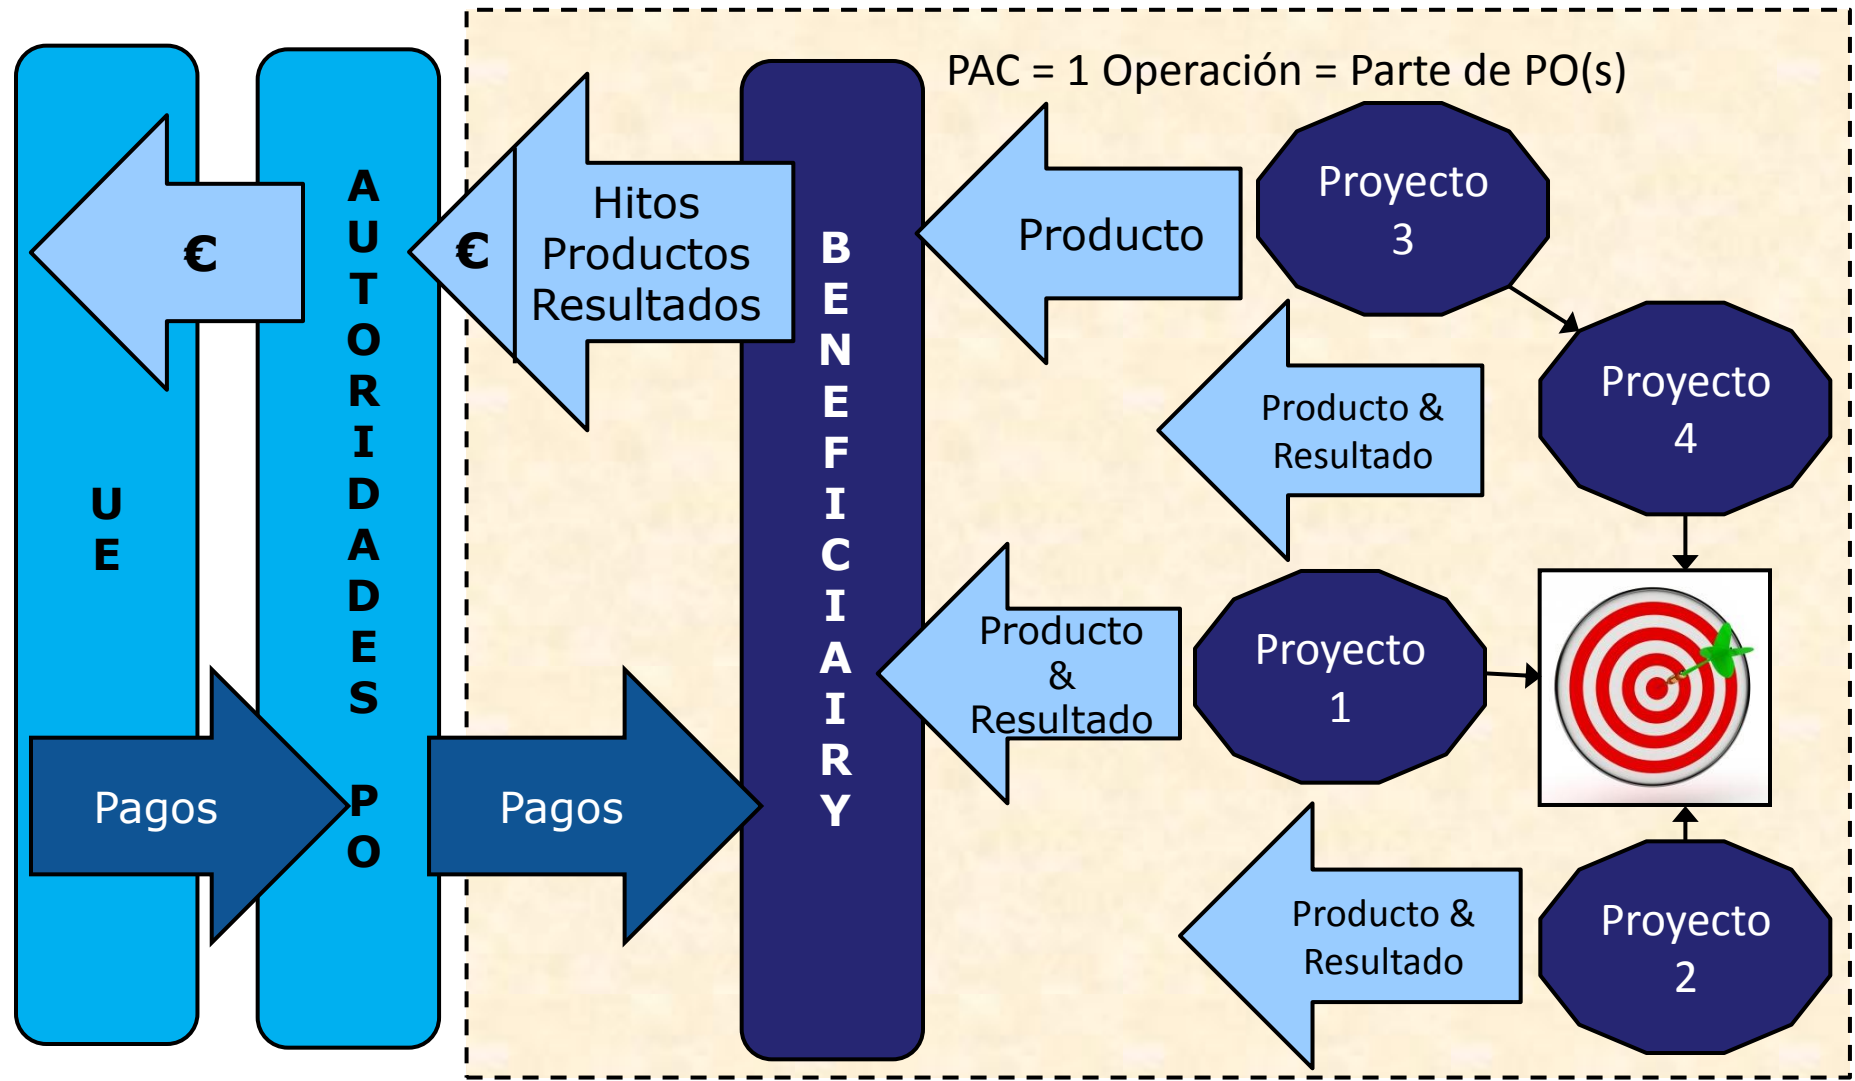 PAC = 1 Operación = Parte de PO(s)
U
E
€
Pagos
A
U
T
O
R
I
D
A
D
E
S
P
O
€
Hitos
Productos
Resultados
Pagos
B
E
N
E
F
I
C
I
A
I
R
Y
Producto
Proyecto
3
Producto &
Resultado
Proyecto
4
Producto
&
Resultado
Proyecto
1
Producto &
Resultado
Proyecto
2